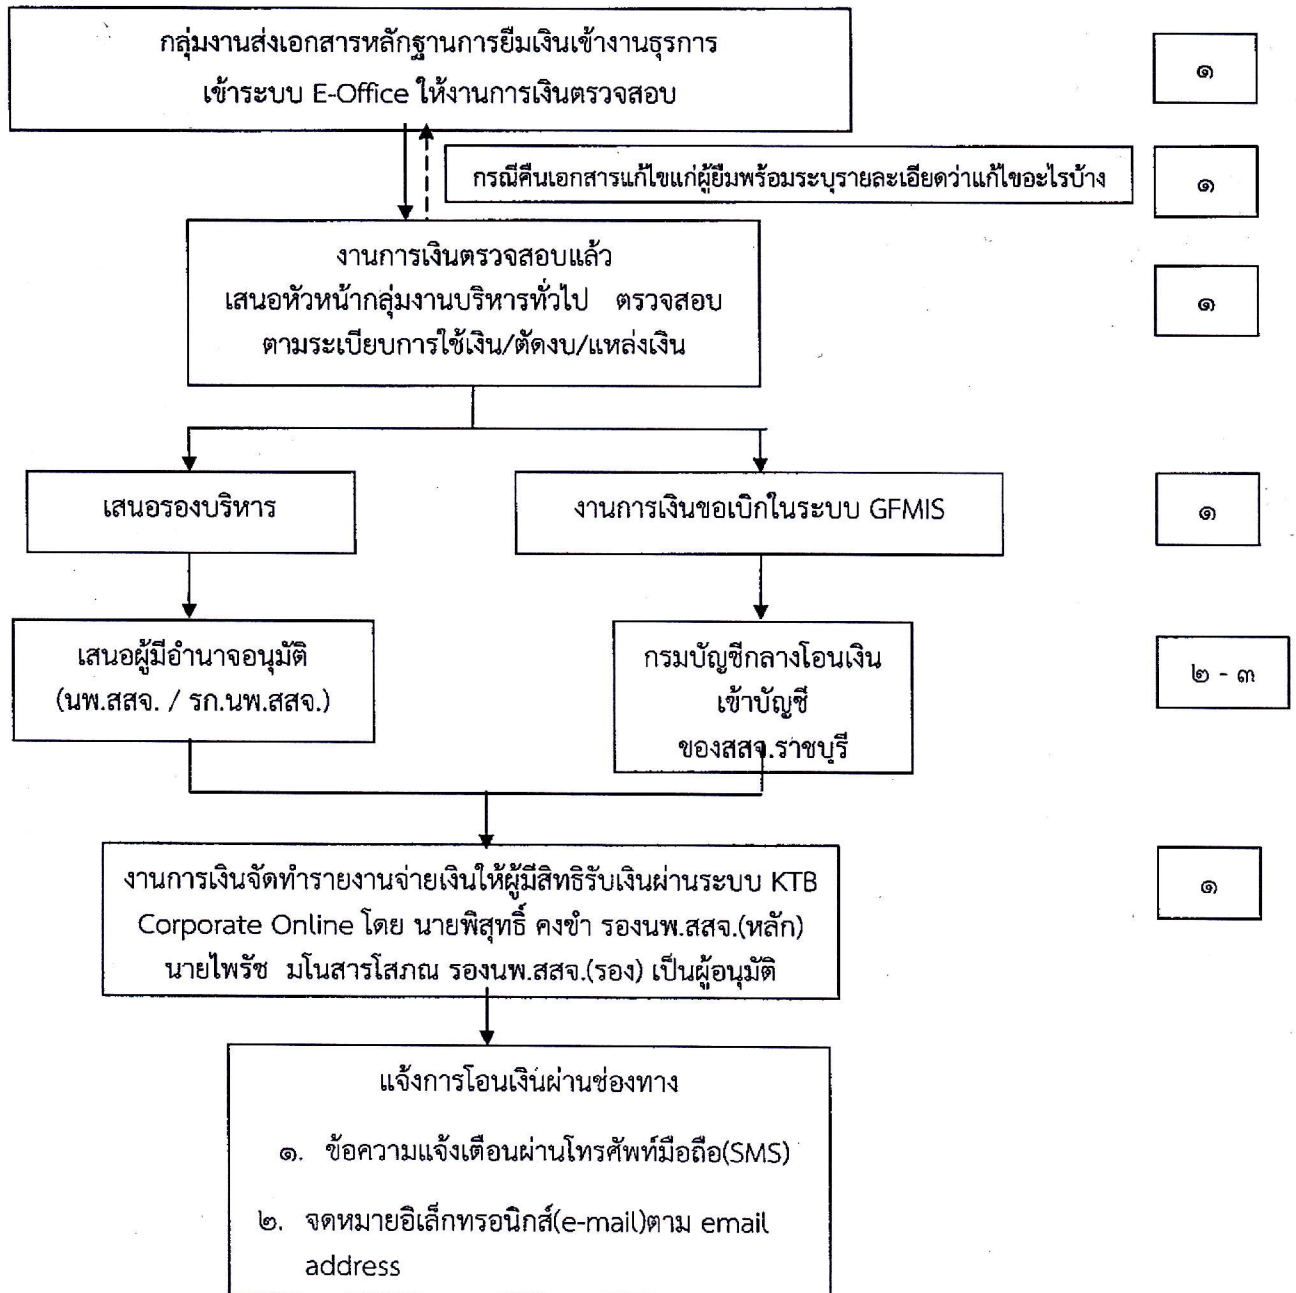 กลุ่มงานส่งเอกสารหลักฐานการยืมเงินเข้างานธุรการ
เข้าระบบ E-Office ให้งานการเงินตรวจสอบ
๑
กรณีคืนเอกสารแก้ไขแก่ผู้ยืมพร้อมระบุรายละเอียดว่าแก้ไขอะไรบ้าง
๑
งานการเงินตรวจสอบแล้ว
เสนอหัวหน้ากลุ่มงานบริหารทั่วไป ตรวจสอบ
ตามระเบียบการใช้เงิน/ตัดงบ/แหล่งเงิน
๑
เสนอรองบริหาร
งานการเงินขอเบิกในระบบ GFMIS
๑
เสนอผู้มีอำนาจอนุมัติ
(นพ.สสจ. / รก.นพ.สสจ.)
กรมบัญชีกลางโอนเงิน
เข้าบัญชี
ของสสจ.ราชบุรี
๒ - ๓
งานการเงินจัดทำรายงานจ่ายเงินให้ผู้มีสิทธิรับเงินผ่านระบบ KTB
Corporate Online โดย นายพิสุทธิ์ คงขำ รองนพ.สสจ.(หลัก)
นายไพรัช มโนสารโสภณ รองนพ.สสจ.(รอง) เป็นผู้อนุมัติ
๑
แจ้งการโอนเงินผ่านช่องทาง
๑. ข้อความแจ้งเตือนผ่านโทรศัพท์มือถือ(SMS)
๒. จดหมายอิเล็กทรอนิกส์(e-mail)ตาม email
address